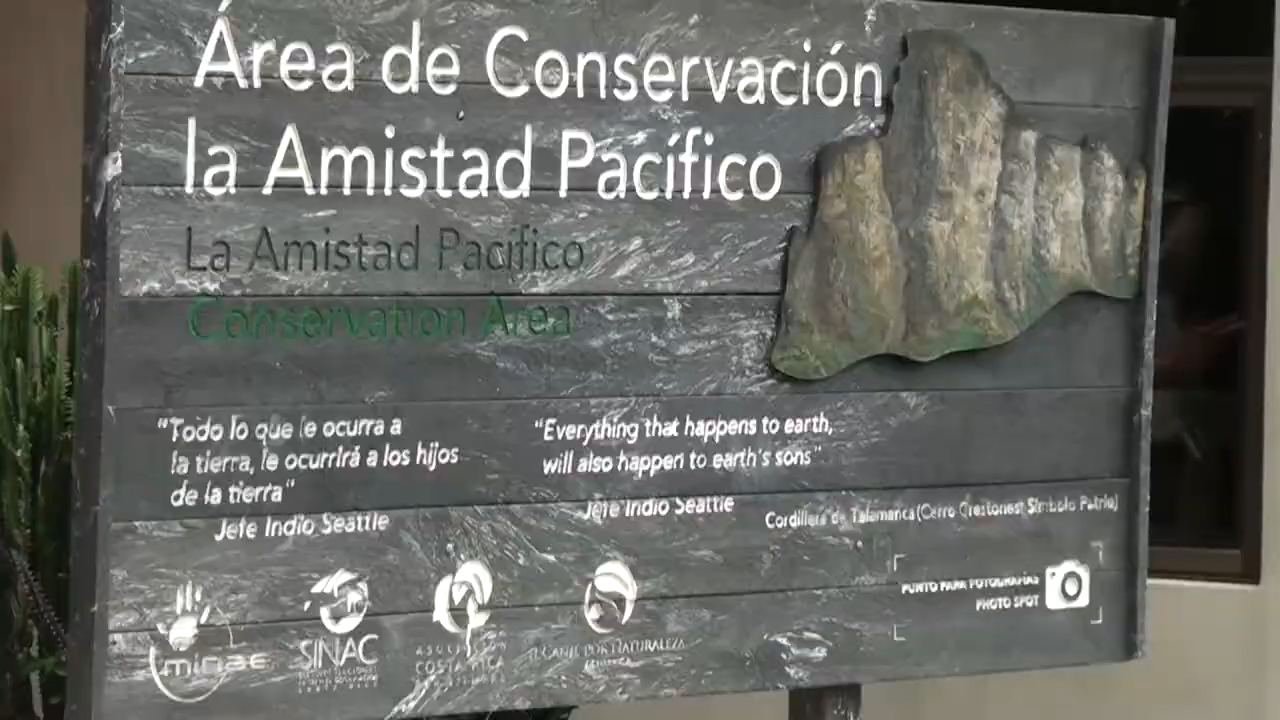 Área de Conservación
la Amistad Pacífico
La Amistad Pacífico
Conservation Area
"Todo lo que le ocurra a
la tierra, le ocurrirá a los hijos
de la tierra"
Jefe Indio Seattle
"Everything that happens to earth,
will also happen to earth's sons"
Jefe Indio Seattle
Cordillera de Talamanca (Cerro Crestones: Símbolo Patrio)
PUNTO PARA FOTOGRAFÍAS
PHOTO SPOT
minae
SINAC
COSTA RICA